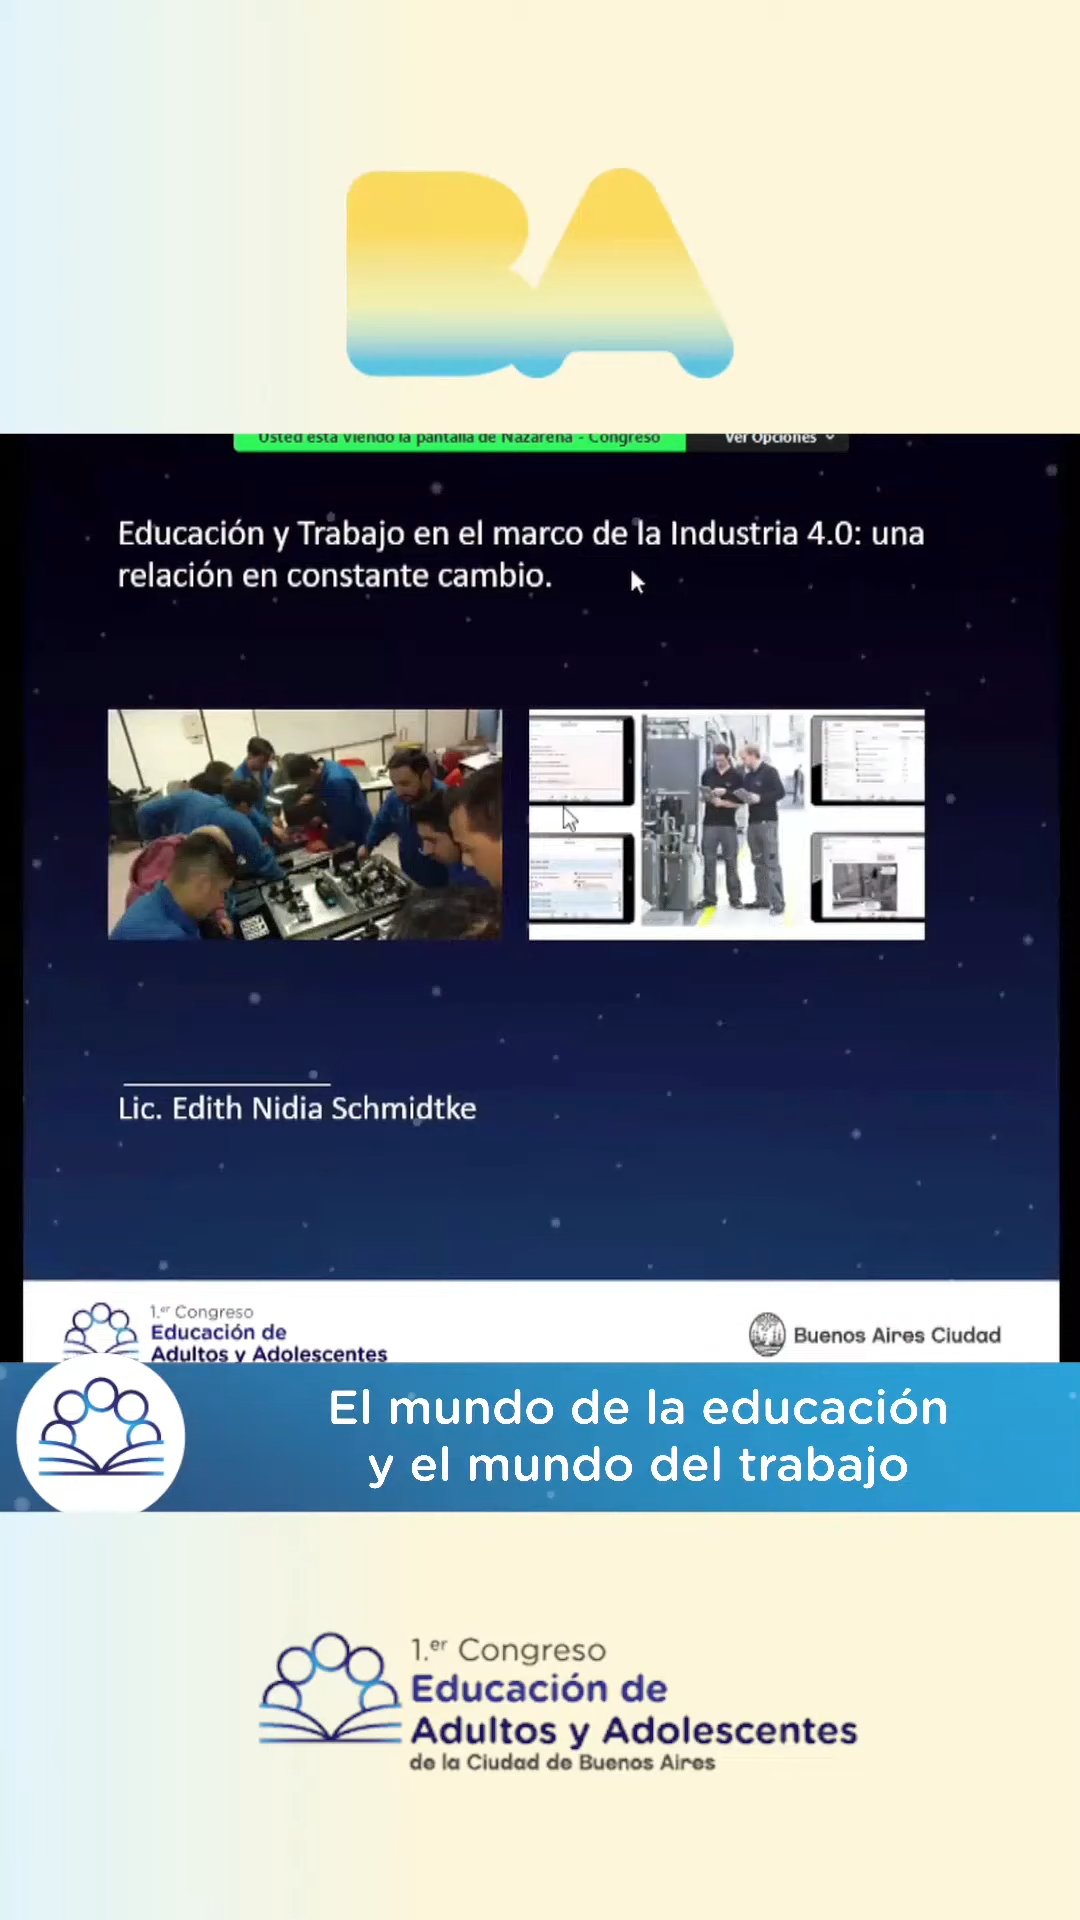 BA
Usted está viendo la pantalla de Nazarena - Congreso
Ver Opciones
Educación y Trabajo en el marco de la Industria 4.0: una
relación en constante cambio.
Lic. Edith Nidia Schmidtke
1.er Congreso
Educación de
Adultos y Adolescentes
Buenos Aires Ciudad
El mundo de la educación
y el mundo del trabajo
1.er Congreso
Educación de
Adultos y Adolescentes
de la Ciudad de Buenos Aires